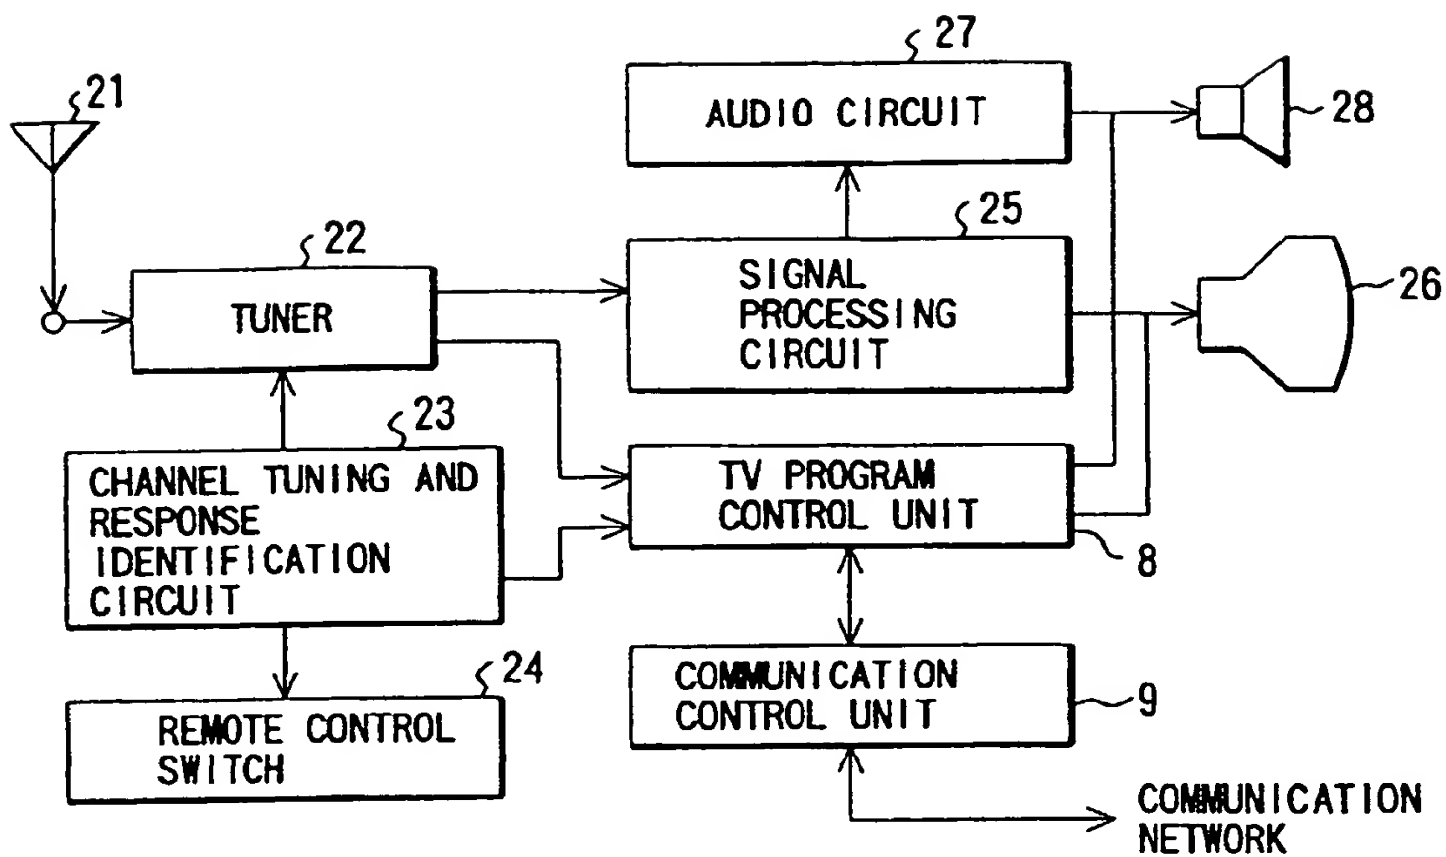 27
21
AUDIO CIRCUIT
28
22
25
TUNER
SIGNAL
PROCESSING
CIRCUIT
26
23
CHANNEL TUNING AND
RESPONSE
IDENTIFICATION
CIRCUIT
TV PROGRAM
CONTROL UNIT
8
24
REMOTE CONTROL
SWITCH
COMMUNICATION
CONTROL UNIT
9
COMMUNICATION
NETWORK